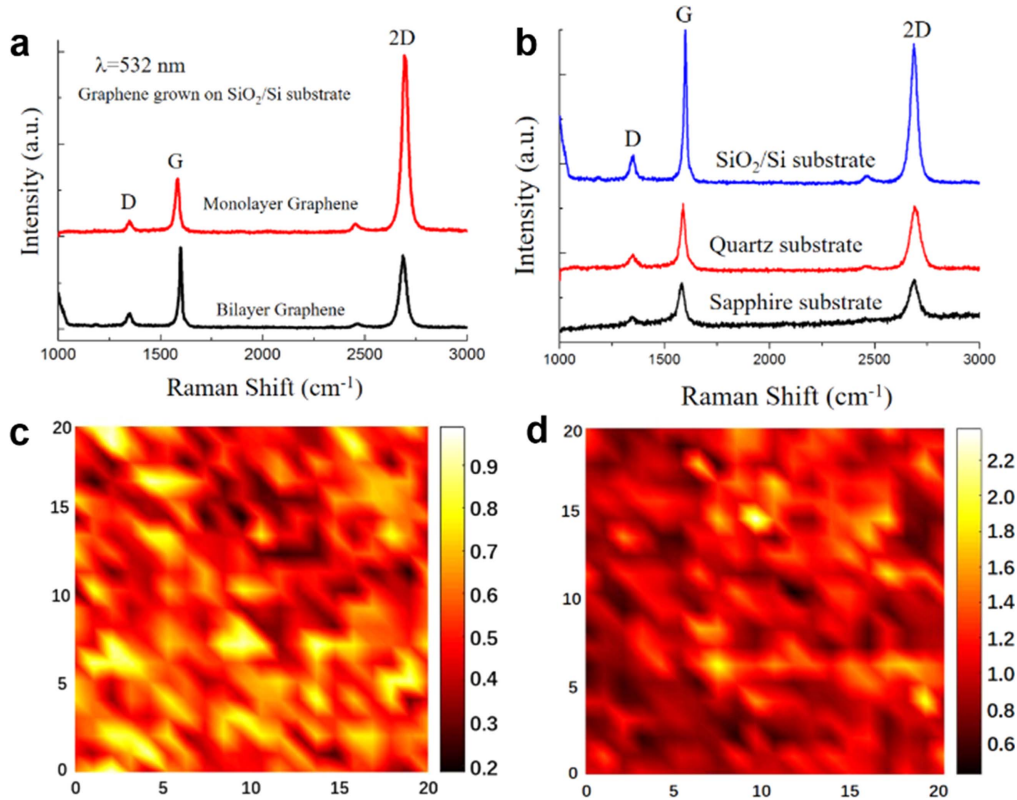 a
2D
λ=532 nm
Graphene grown on SiO₂/Si substrate
G
D
Monolayer Graphene
Bilayer Graphene
Intensity (a.u.)
1000 1500 2000 2500 3000
Raman Shift (cm⁻¹)
b
G
2D
D
SiO₂/Si substrate
Quartz substrate
Sapphire substrate
Intensity (a.u.)
1000 1500 2000 2500 3000
Raman Shift (cm⁻¹)
c
20
15
10
5
0
0 5 10 15 20
0.9
0.8
0.7
0.6
0.5
0.4
0.3
0.2
d
20
15
10
5
0
0 5 10 15 20
2.2
2.0
1.8
1.6
1.4
1.2
1.0
0.8
0.6